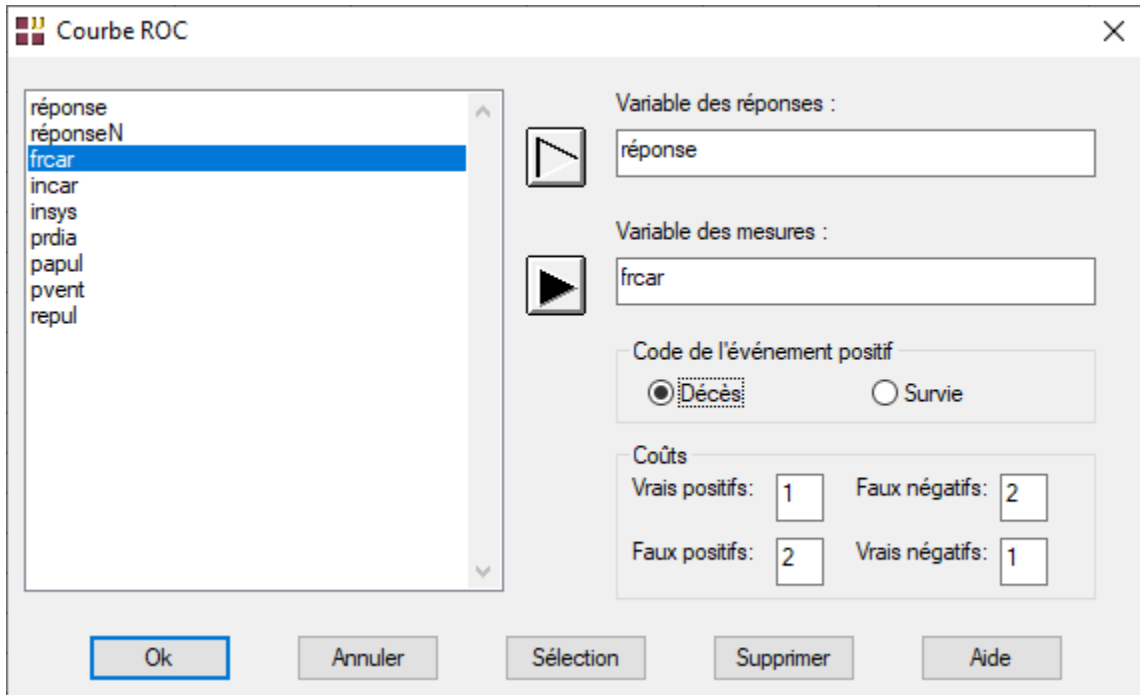 Courbe ROC
réponse
réponseN
frcar
incar
insys
prdia
papul
pvent
repul
Variable des réponses :
réponse
Variable des mesures :
frcar
Code de l'événement positif
Décès Survie
Coûts
Vrais positifs: 1 Faux négatifs: 2
Faux positifs: 2 Vrais négatifs: 1
Ok Annuler Sélection Supprimer Aide